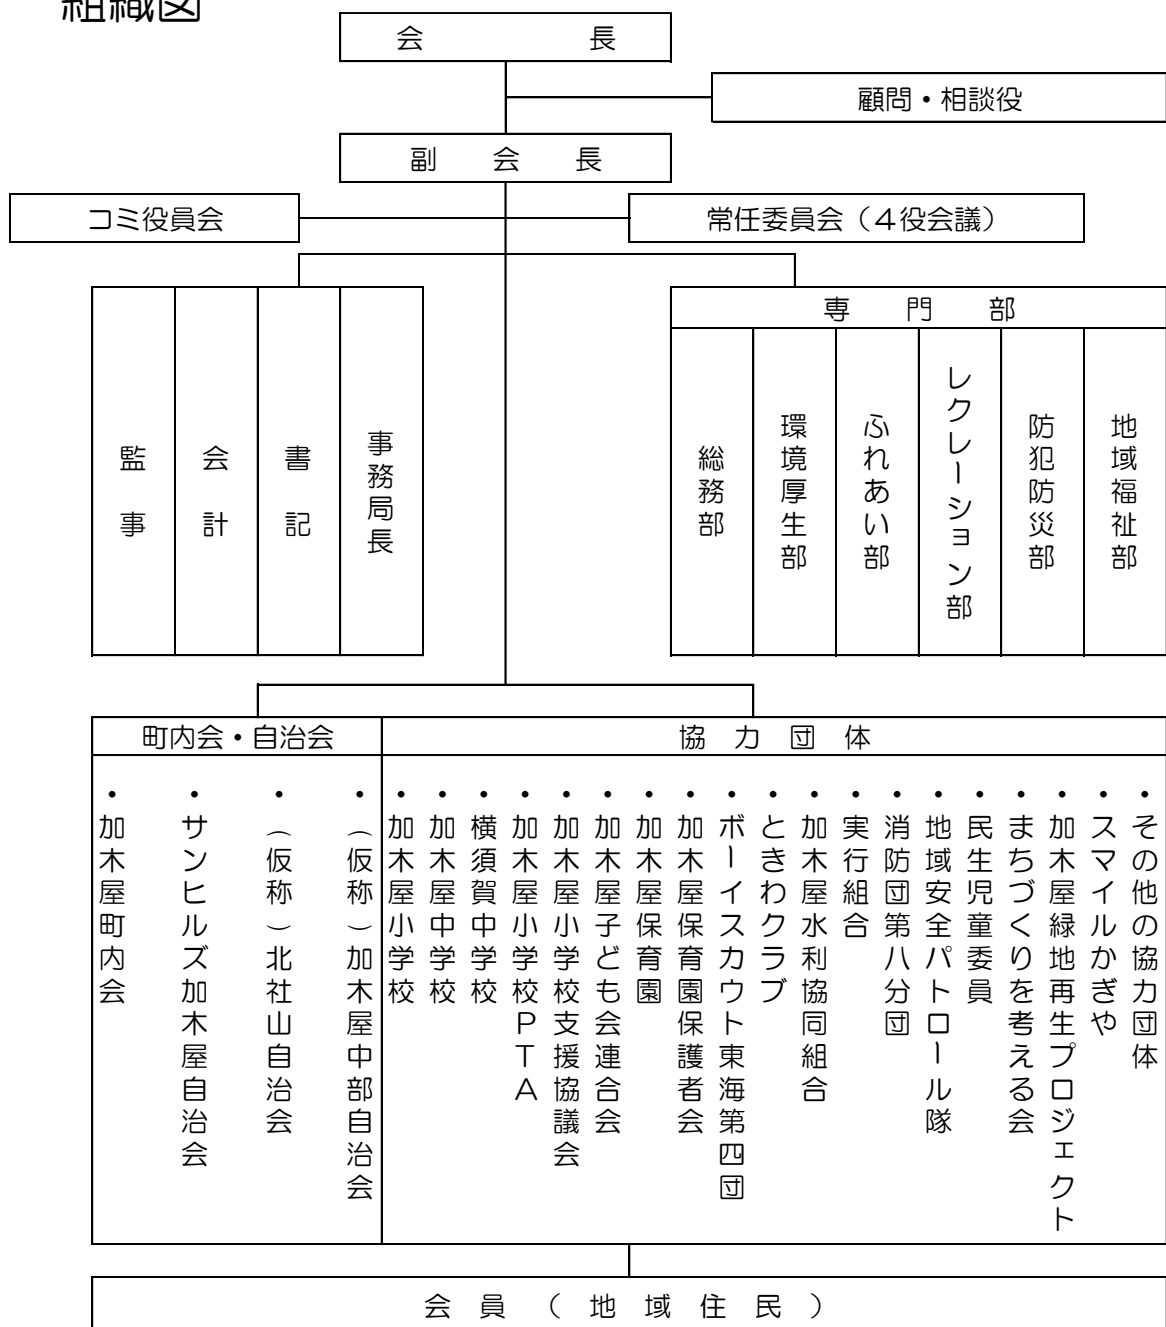 組織図
会長
顧問・相談役
副会長
コミ役員会
常任委員会（４役会議）
監事
会計
書記
事務局長
専門部
総務部
環境厚生部
ふれあい部
レクレーション部
防犯防災部
地域福祉部
町内会・自治会
・加木屋町内会
・サンヒルズ加木屋自治会
・（仮称）北社山自治会
・（仮称）加木屋中部自治会
協力団体
・加木屋小学校
・加木屋中学校
・横須賀中学校
・加木屋小学校ＰＴＡ
・加木屋小学校支援協議会
・加木屋子ども会連合会
・加木屋保育園
・加木屋保育園保護者会
・ボーイスカウト東海第四団
・ときわクラブ
・加木屋水利協同組合
・実行組合
・消防団第八分団
・地域安全パトロール隊
・民生児童委員
・まちづくりを考える会
・加木屋緑地再生プロジェクト
・スマイルかぎや
・その他の協力団体
会員（地域住民）